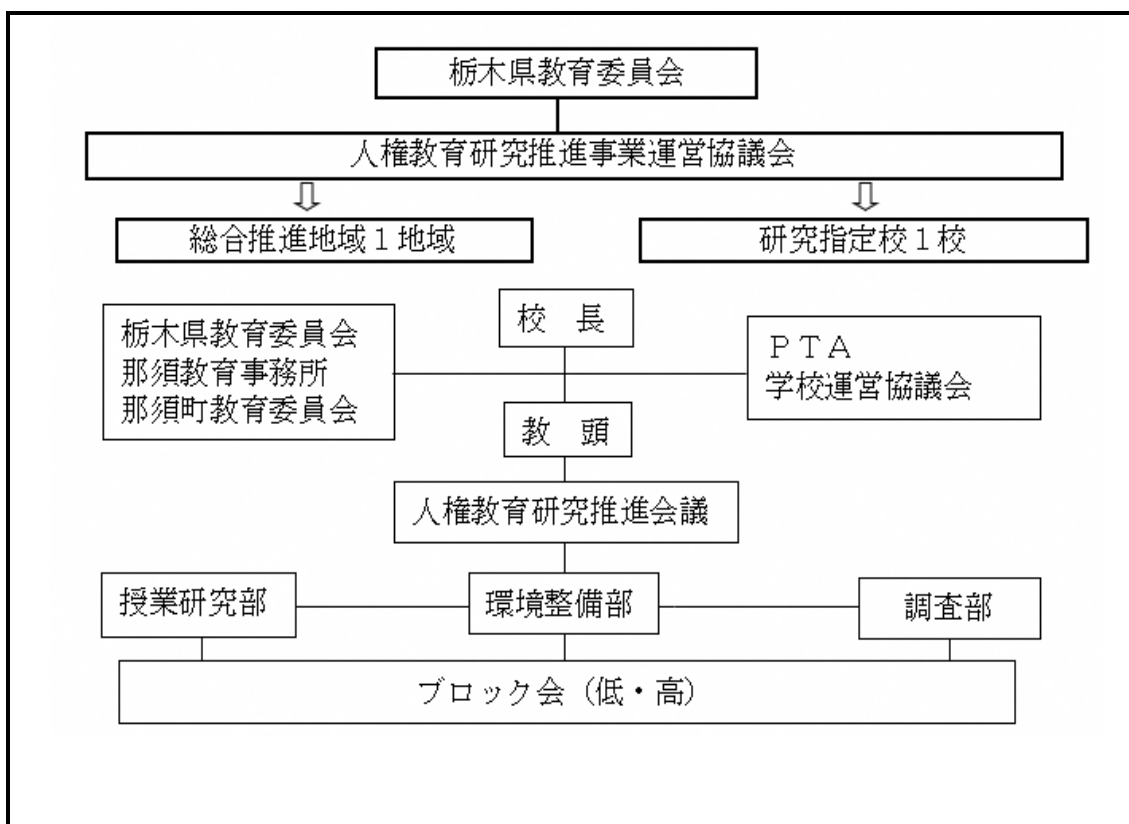 栃木県教育委員会
人権教育研究推進事業運営協議会
総合推進地域１地域
研究指定校１校
校　長
栃木県教育委員会
那須教育事務所
那須町教育委員会
ＰＴＡ
学校運営協議会
教　頭
人権教育研究推進会議
授業研究部
環境整備部
調査部
ブロック会（低・高）